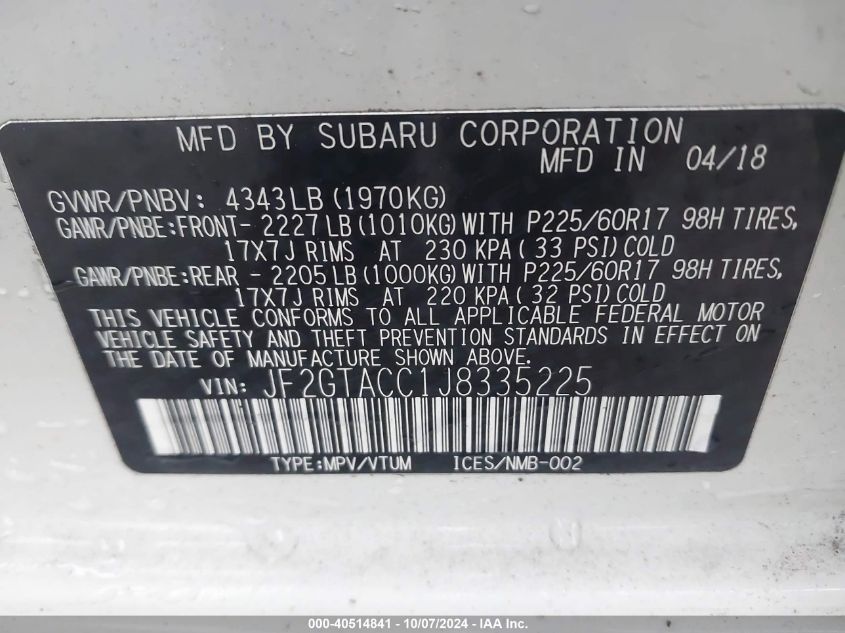 MFD BY SUBARU CORPORATION
MFD IN 04/18
GVWR/PNBV: 4343LB (1970KG)
GAWR/PNBE:FRONT- 2227LB (1010KG) WITH P225/60R17 98H TIRES,
17X7J RIMS AT 230 KPA ( 33 PSI) COLD
GAWR/PNBE:REAR - 2205LB (1000KG) WITH P225/60R17 98H TIRES,
17X7J RIMS AT 220 KPA ( 32 PSI) COLD
THIS VEHICLE CONFORMS TO ALL APPLICABLE FEDERAL MOTOR
VEHICLE SAFETY AND THEFT PREVENTION STANDARDS IN EFFECT ON
THE DATE OF MANUFACTURE SHOWN ABOVE.
VIN: JF2GTACC1J8335225
TYPE:MPV/VTUM ICES/NMB-002
000-40514841 - 10/07/2024 - IAA Inc.